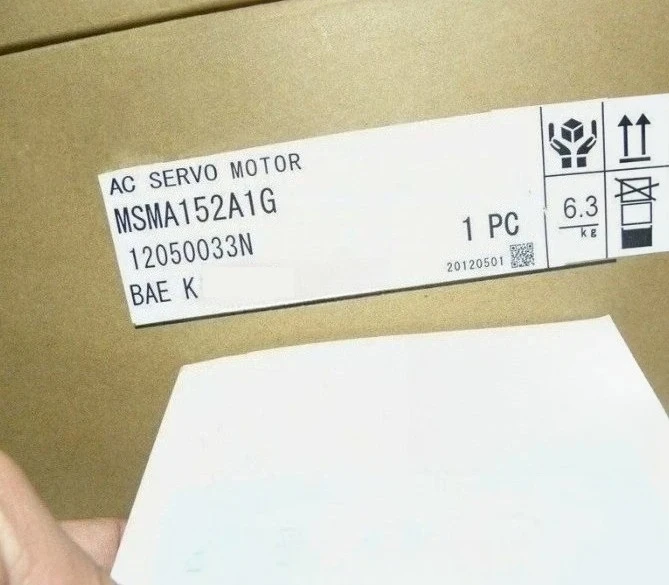 AC SERVO MOTOR
MSMA152A1G
12050033N
1 PC
BAE K
20120501
6.3
kg